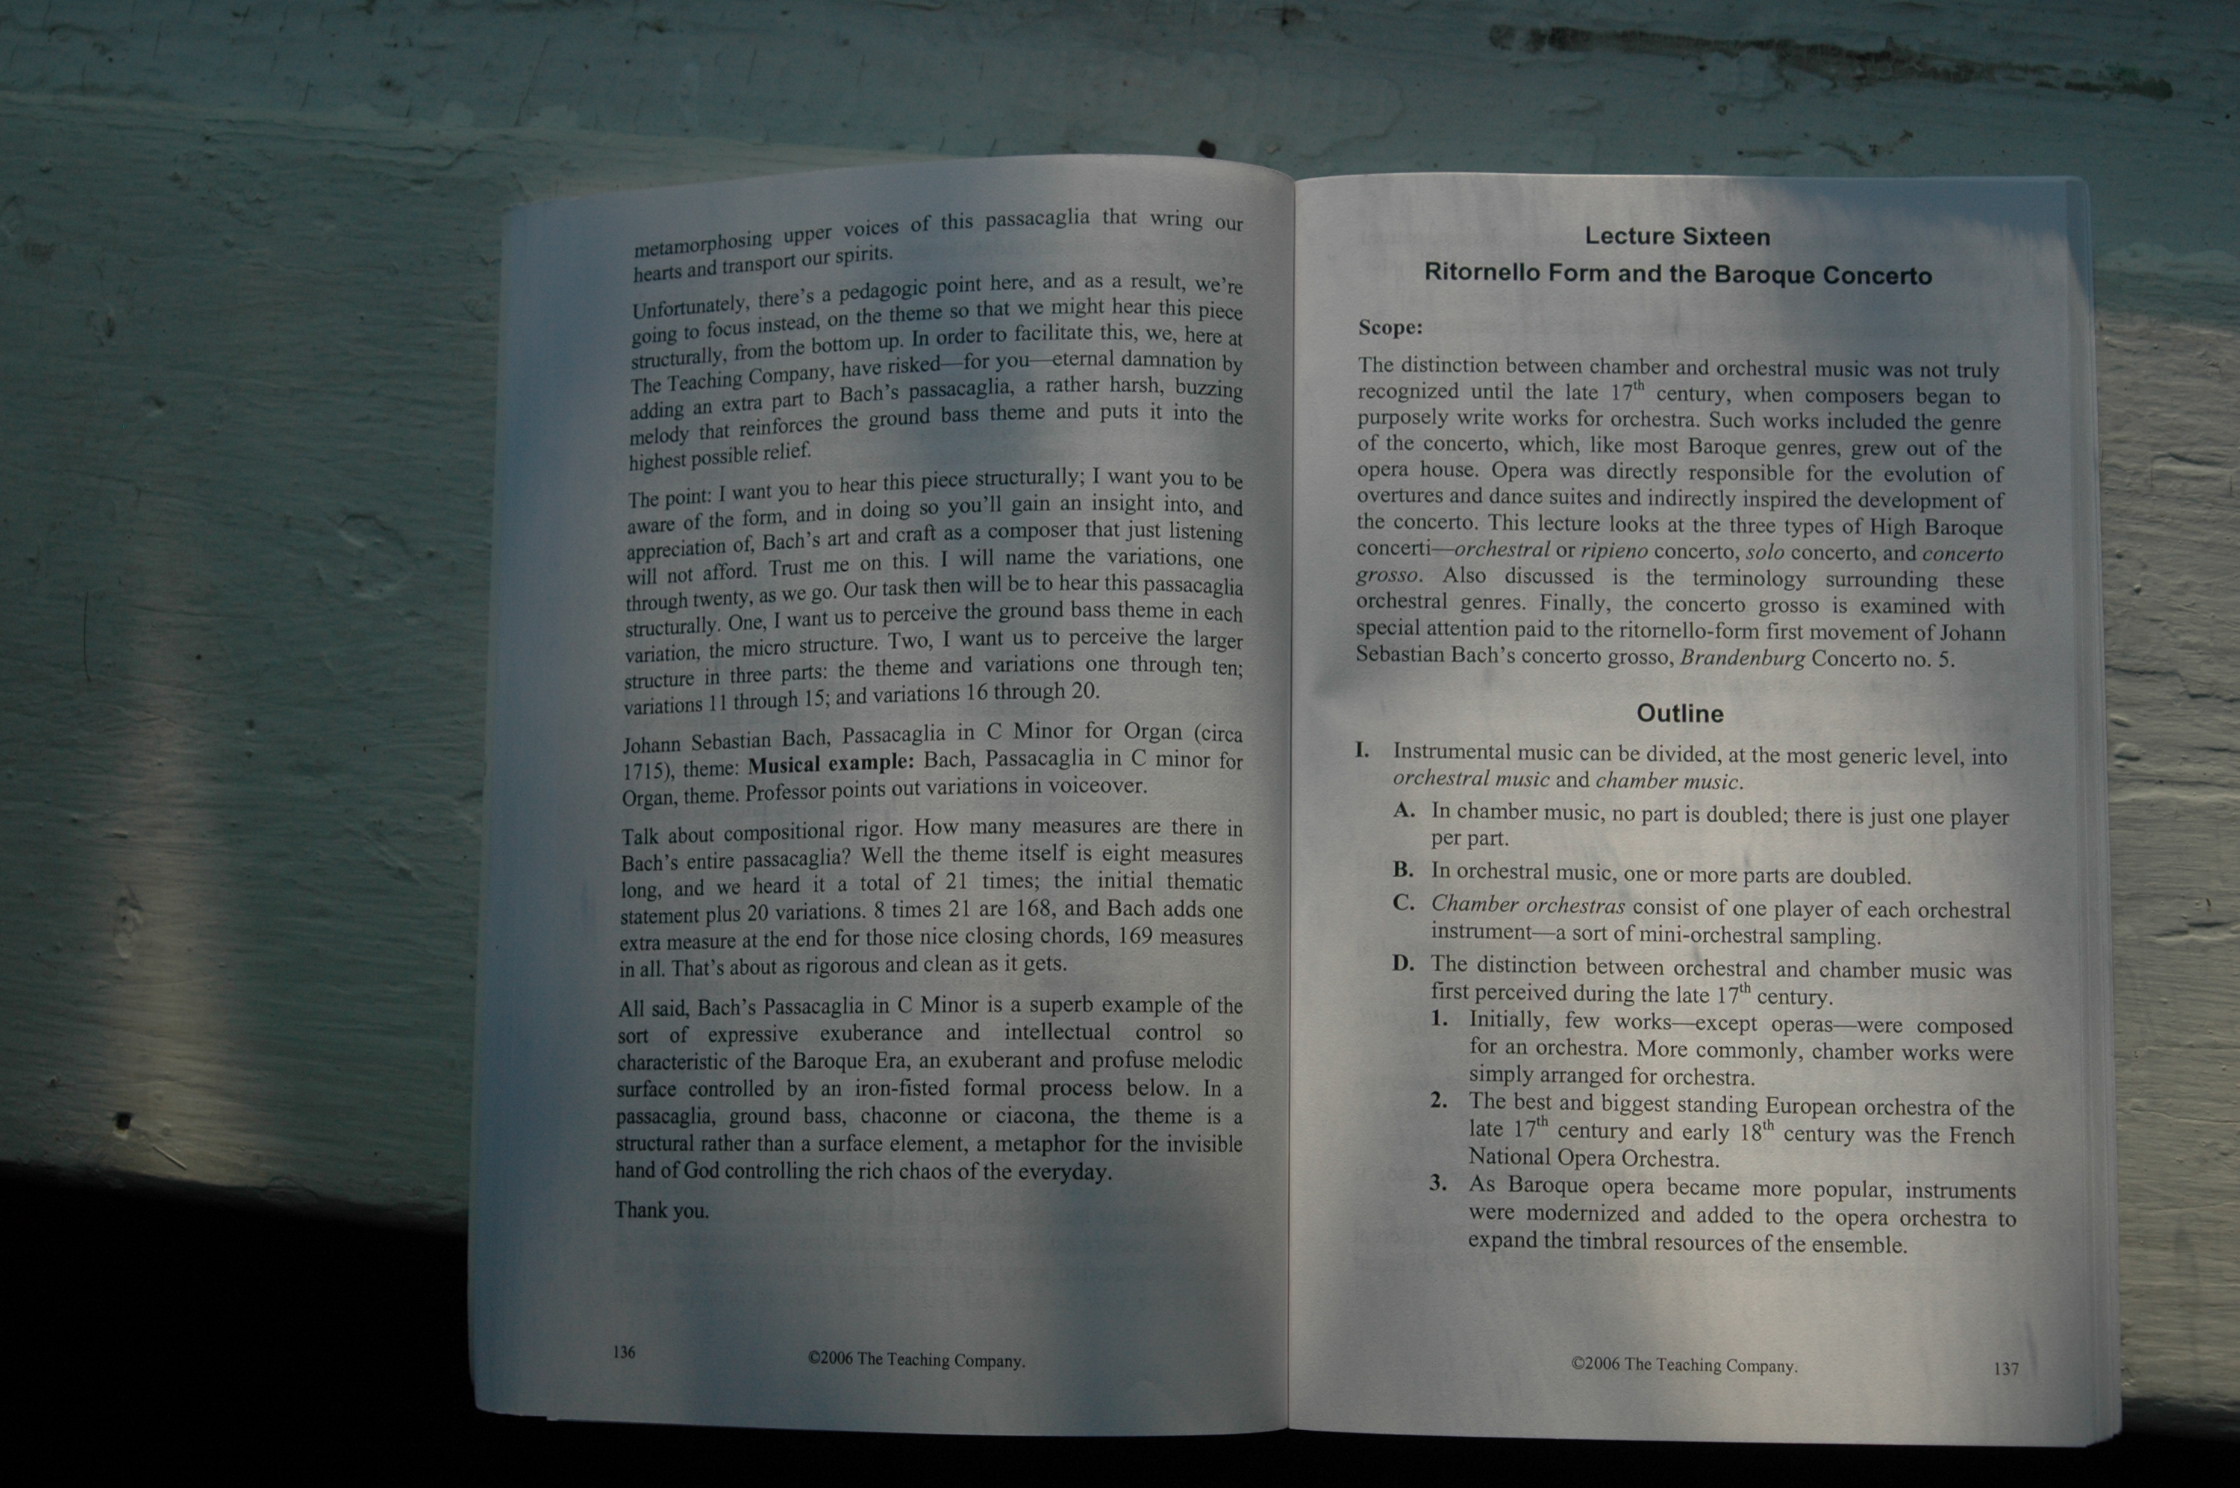 metamorphosing upper voices of this passacaglia that wring our
hearts and transport our spirits.
Unfortunately, there's a pedagogic point here, and as a result, we're
going to focus instead, on the theme so that we might hear this piece
structurally, from the bottom up. In order to facilitate this, we, here at
The Teaching Company, have risked—for you—eternal damnation by
adding an extra part to Bach's passacaglia, a rather harsh, buzzing
melody that reinforces the ground bass theme and puts it into the
highest possible relief.
The point: I want you to hear this piece structurally; I want you to be
aware of the form, and in doing so you'll gain an insight into, and
appreciation of, Bach's art and craft as a composer that just listening
will not afford. Trust me on this. I will name the variations, one
through twenty, as we go. Our task then will be to hear this passacaglia
structurally. One, I want us to perceive the ground bass theme in each
variation, the micro structure. Two, I want us to perceive the larger
structure in three parts: the theme and variations one through ten;
variations 11 through 15; and variations 16 through 20.
Johann Sebastian Bach, Passacaglia in C Minor for Organ (circa
1715), theme: Musical example: Bach, Passacaglia in C minor for
Organ, theme. Professor points out variations in voiceover.
Talk about compositional rigor. How many measures are there in
Bach's entire passacaglia? Well the theme itself is eight measures
long, and we heard it a total of 21 times; the initial thematic
statement plus 20 variations. 8 times 21 are 168, and Bach adds one
extra measure at the end for those nice closing chords, 169 measures
in all. That's about as rigorous and clean as it gets.
All said, Bach's Passacaglia in C Minor is a superb example of the
sort of expressive exuberance and intellectual control so
characteristic of the Baroque Era, an exuberant and profuse melodic
surface controlled by an iron-fisted formal process below. In a
passacaglia, ground bass, chaconne or ciacona, the theme is a
structural rather than a surface element, a metaphor for the invisible
hand of God controlling the rich chaos of the everyday.
Thank you.
136
©2006 The Teaching Company.
Lecture Sixteen
Ritornello Form and the Baroque Concerto
Scope:
The distinction between chamber and orchestral music was not truly
recognized until the late 17th century, when composers began to
purposely write works for orchestra. Such works included the genre
of the concerto, which, like most Baroque genres, grew out of the
opera house. Opera was directly responsible for the evolution of
overtures and dance suites and indirectly inspired the development of
the concerto. This lecture looks at the three types of High Baroque
concerti—orchestral or ripieno concerto, solo concerto, and concerto
grosso. Also discussed is the terminology surrounding these
orchestral genres. Finally, the concerto grosso is examined with
special attention paid to the ritornello-form first movement of Johann
Sebastian Bach's concerto grosso, Brandenburg Concerto no. 5.
Outline
I. Instrumental music can be divided, at the most generic level, into
orchestral music and chamber music.
A. In chamber music, no part is doubled; there is just one player
per part.
B. In orchestral music, one or more parts are doubled.
C. Chamber orchestras consist of one player of each orchestral
instrument—a sort of mini-orchestral sampling.
D. The distinction between orchestral and chamber music was
first perceived during the late 17th century.
1. Initially, few works—except operas—were composed
for an orchestra. More commonly, chamber works were
simply arranged for orchestra.
2. The best and biggest standing European orchestra of the
late 17th century and early 18th century was the French
National Opera Orchestra.
3. As Baroque opera became more popular, instruments
were modernized and added to the opera orchestra to
expand the timbral resources of the ensemble.
©2006 The Teaching Company.
137